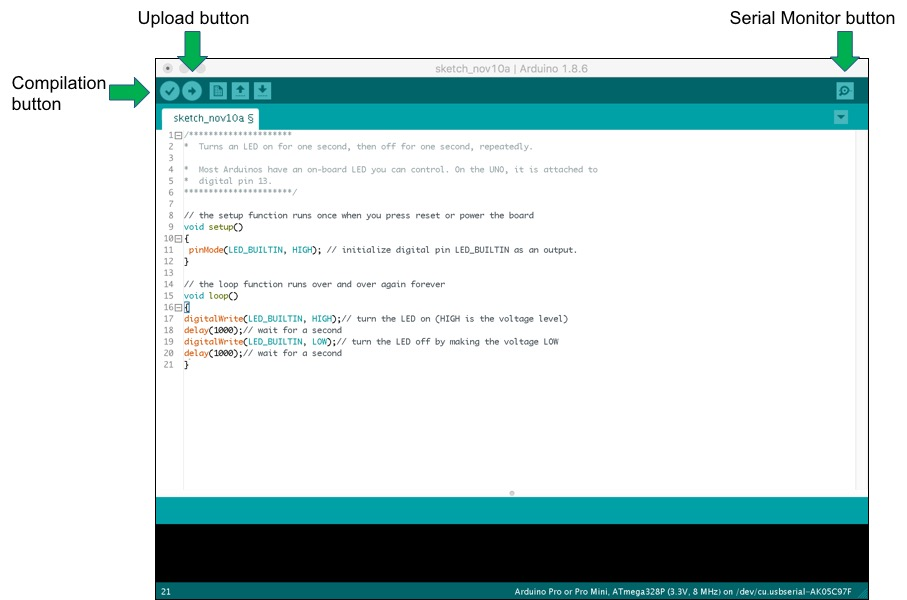 Upload button
Serial Monitor button
Compilation
button
sketch_nov10a | Arduino 1.8.6
sketch_nov10a §
1 /*********************
2 *  Turns an LED on for one second, then off for one second, repeatedly.
3
4 *  Most Arduinos have an on-board LED you can control. On the UNO, it is attached to
5 *  digital pin 13.
6 **********************/
7
8 // the setup function runs once when you press reset or power the board
9 void setup()
10 {
11  pinMode(LED_BUILTIN, HIGH); // initialize digital pin LED_BUILTIN as an output.
12 }
13
14 // the loop function runs over and over again forever
15 void loop()
16 {
17 digitalWrite(LED_BUILTIN, HIGH);// turn the LED on (HIGH is the voltage level)
18 delay(1000);// wait for a second
19 digitalWrite(LED_BUILTIN, LOW);// turn the LED off by making the voltage LOW
20 delay(1000);// wait for a second
21 }
21
Arduino Pro or Pro Mini, ATmega328P (3.3V, 8 MHz) on /dev/cu.usbserial-AK05C97F